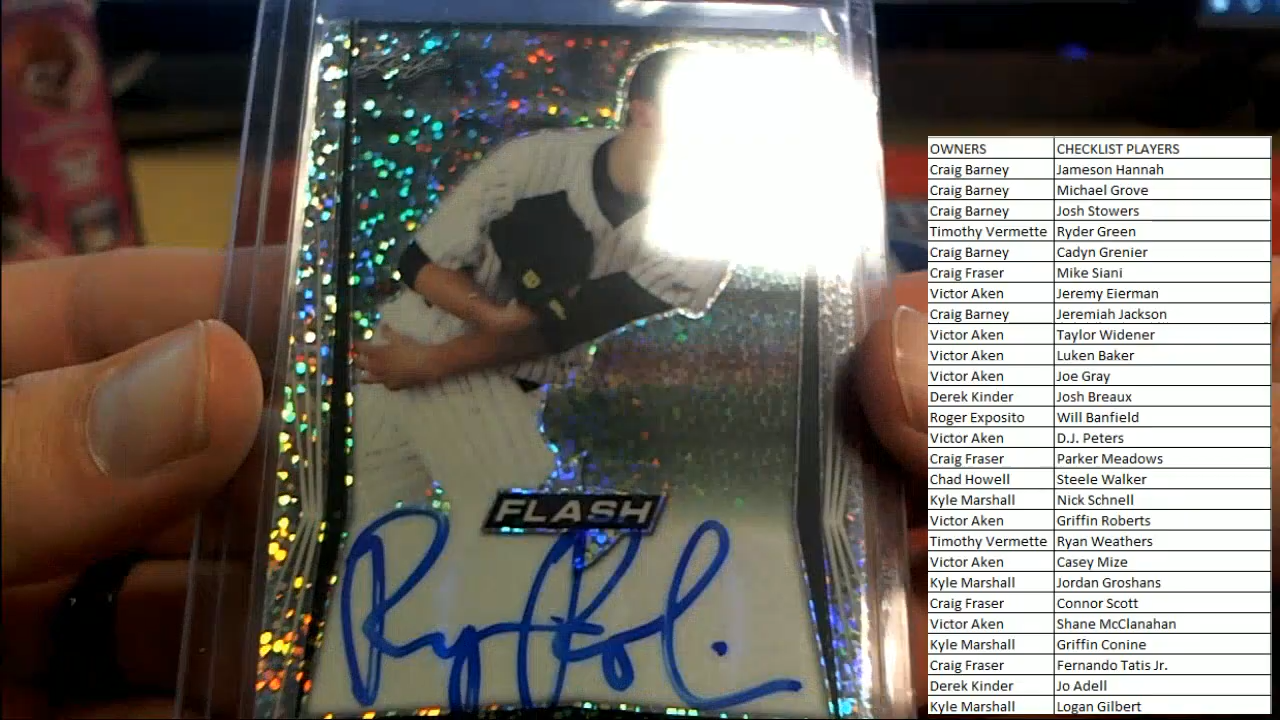 FLASH
OWNERS CHECKLIST PLAYERS
Craig Barney Jameson Hannah
Craig Barney Michael Grove
Craig Barney Josh Stowers
Timothy Vermette Ryder Green
Craig Barney Cadyn Grenier
Craig Fraser Mike Siani
Victor Aken Jeremy Eierman
Craig Barney Jeremiah Jackson
Victor Aken Taylor Widener
Victor Aken Luken Baker
Victor Aken Joe Gray
Derek Kinder Josh Breaux
Roger Exposito Will Banfield
Victor Aken D.J. Peters
Craig Fraser Parker Meadows
Chad Howell Steele Walker
Kyle Marshall Nick Schnell
Victor Aken Griffin Roberts
Timothy Vermette Ryan Weathers
Victor Aken Casey Mize
Kyle Marshall Jordan Groshans
Craig Fraser Connor Scott
Victor Aken Shane McClanahan
Kyle Marshall Griffin Conine
Craig Fraser Fernando Tatis Jr.
Derek Kinder Jo Adell
Kyle Marshall Logan Gilbert